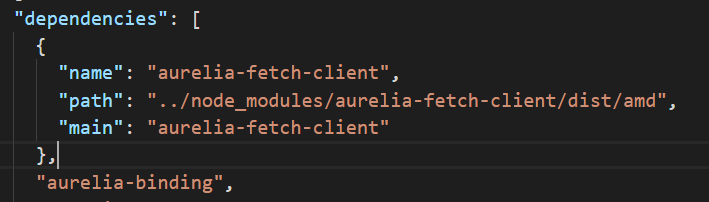 "dependencies": [
{
"name": "aurelia-fetch-client",
"path": "../node_modules/aurelia-fetch-client/dist/amd",
"main": "aurelia-fetch-client"
},
"aurelia-binding",